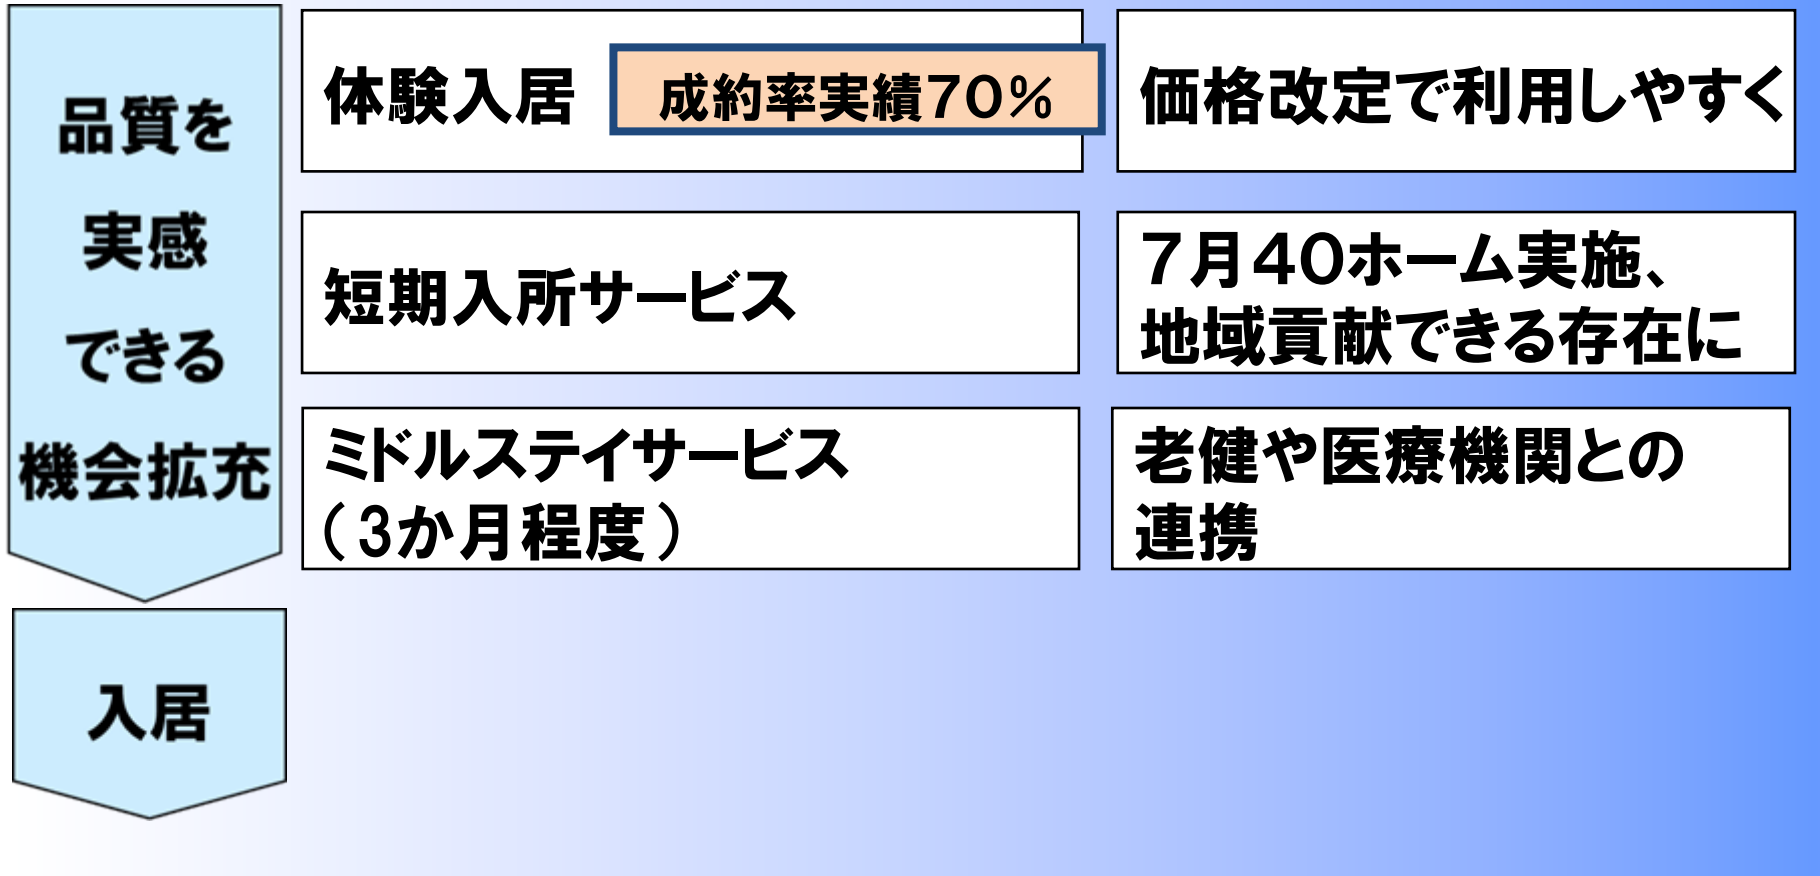 品質を
実感
できる
機会拡充
体験入居
成約率実績７０％
価格改定で利用しやすく
短期入所サービス
７月４０ホーム実施、
地域貢献できる存在に
ミドルステイサービス
（３か月程度）
老健や医療機関との
連携
入居